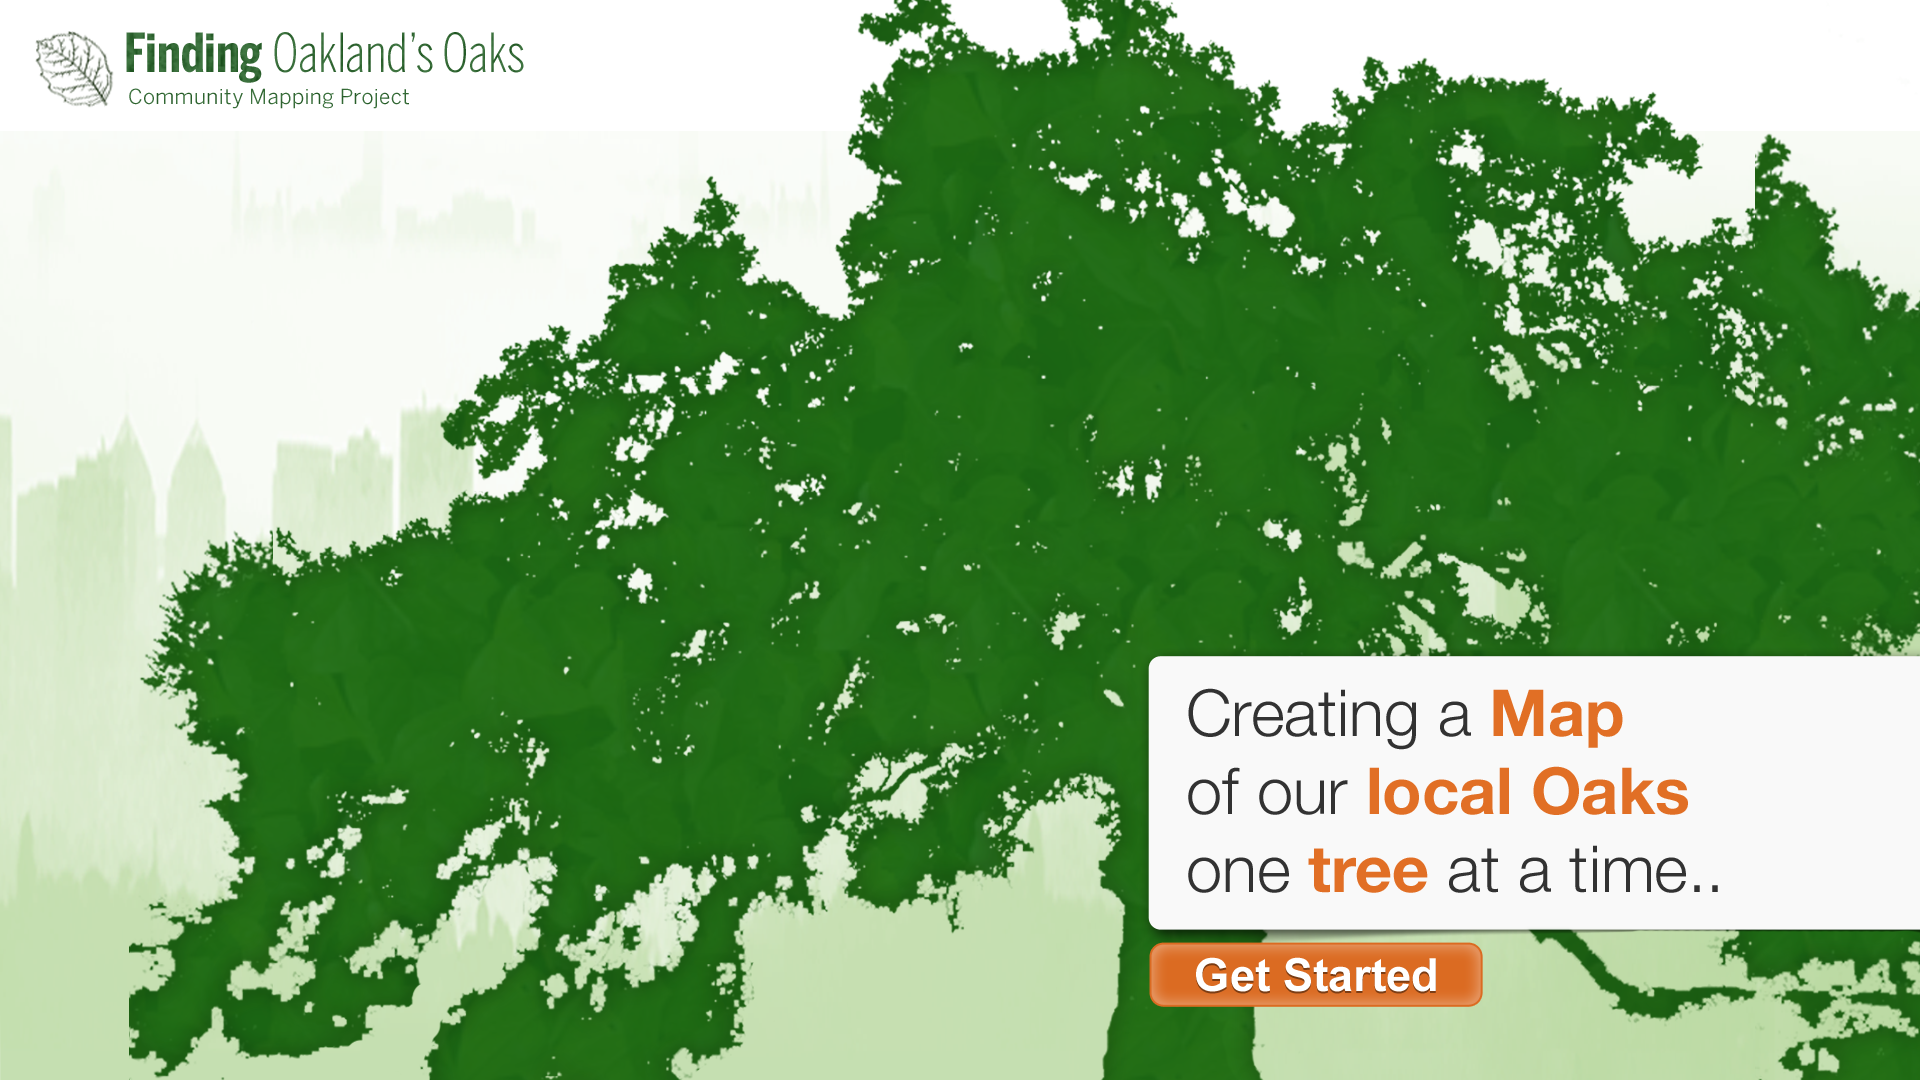 Finding Oakland's Oaks
Community Mapping Project
Creating a Map
of our local Oaks
one tree at a time..
Get Started